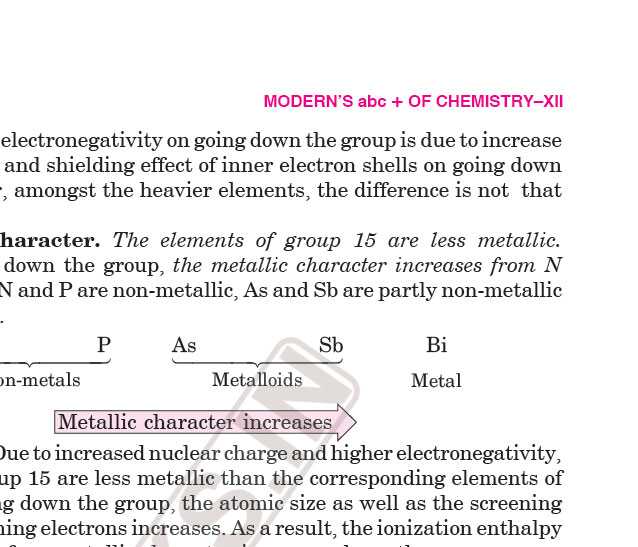 MODERN'S abc + OF CHEMISTRY–XII
electronegativity on going down the group is due to increase
and shielding effect of inner electron shells on going down
, amongst the heavier elements, the difference is not that
haracter. The elements of group 15 are less metallic.
down the group, the metallic character increases from N
N and P are non-metallic, As and Sb are partly non-metallic
.
P As Sb Bi
on-metals Metalloids Metal
Metallic character increases
Due to increased nuclear charge and higher electronegativity,
up 15 are less metallic than the corresponding elements of
ng down the group, the atomic size as well as the screening
ning electrons increases. As a result, the ionization enthalpy